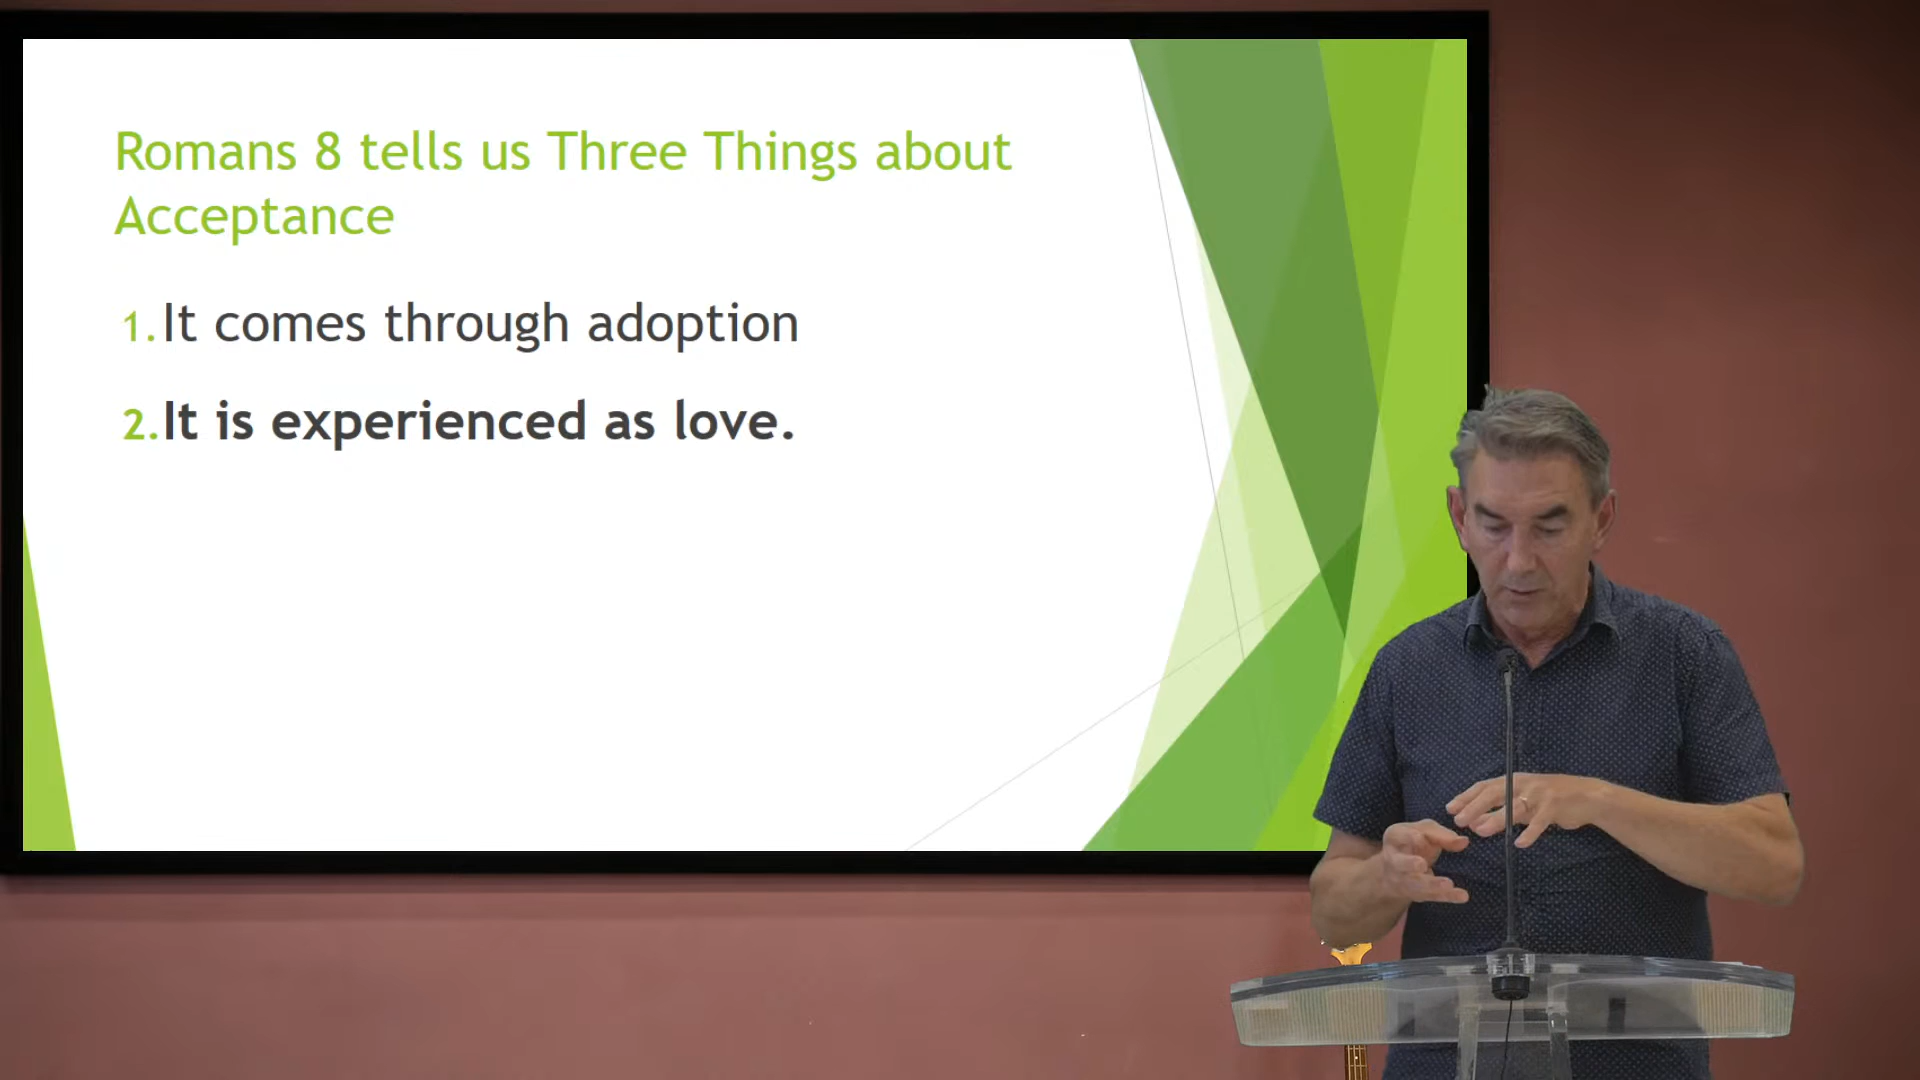 Romans 8 tells us Three Things about
Acceptance
1. It comes through adoption
2. It is experienced as love.